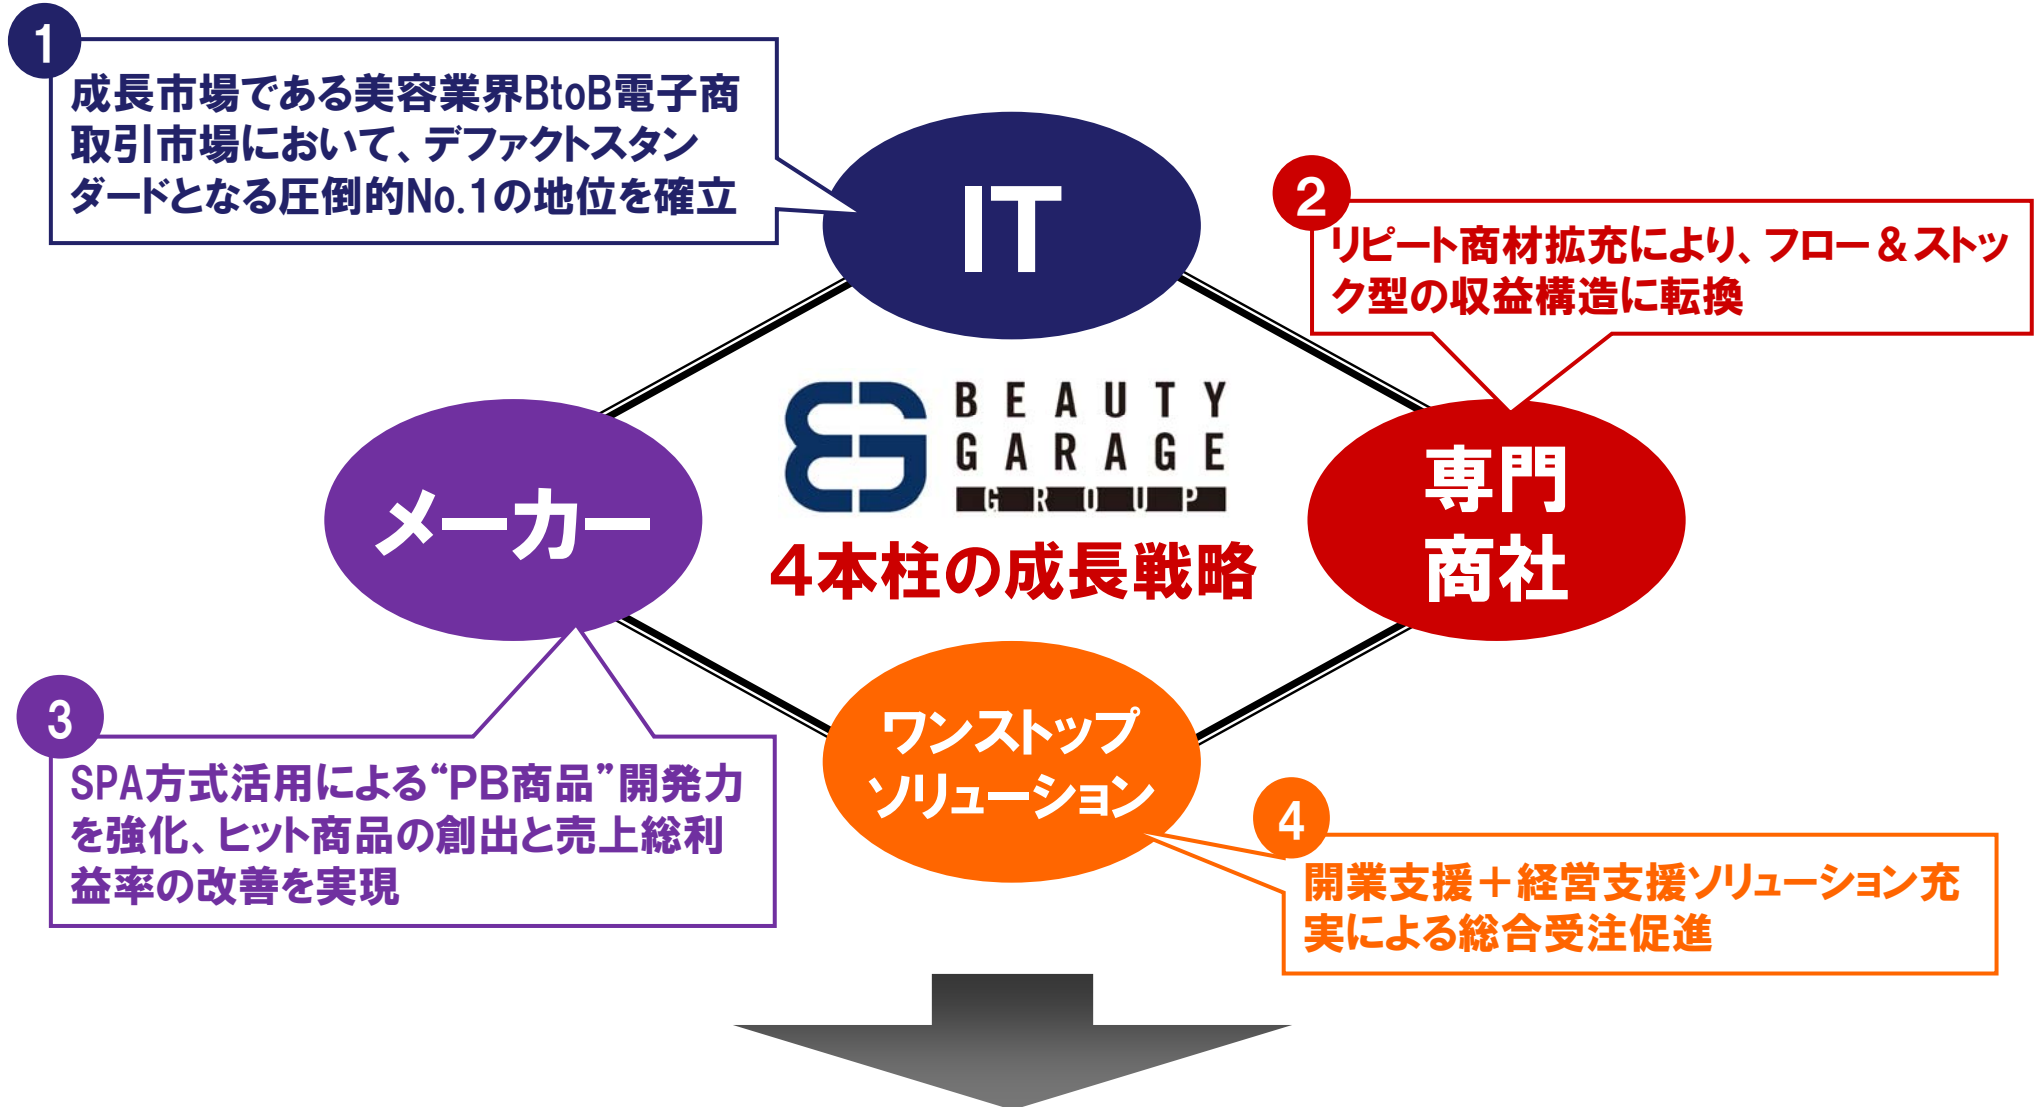 1
成長市場である美容業界BtoB電子商
取引市場において、デファクトスタン
ダードとなる圧倒的No.1の地位を確立
IT
2
リピート商材拡充により、フロー＆ストッ
ク型の収益構造に転換
BEAUTY
GARAGE
GROUP
4本柱の成長戦略
メーカー
専門
商社
3
SPA方式活用による“PB商品”開発力
を強化、ヒット商品の創出と売上総利
益率の改善を実現
ワンストップ
ソリューション
4
開業支援＋経営支援ソリューション充
実による総合受注促進